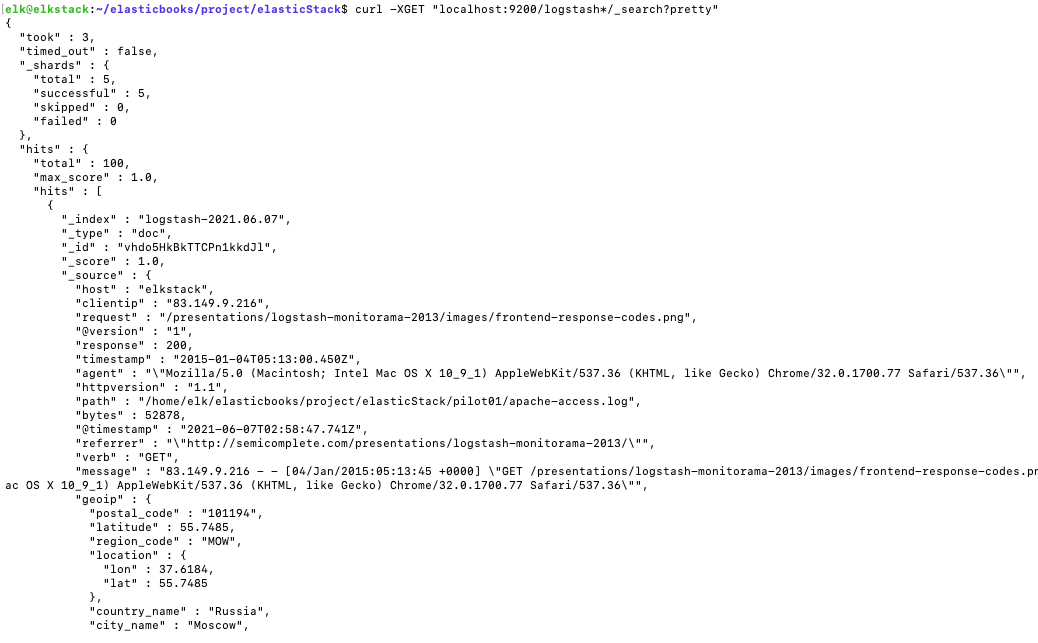 [elk@elkstack:~/elasticbooks/project/elasticStack$ curl -XGET "localhost:9200/logstash*/_search?pretty"
{
  "took" : 3,
  "timed_out" : false,
  "_shards" : {
    "total" : 5,
    "successful" : 5,
    "skipped" : 0,
    "failed" : 0
  },
  "hits" : {
    "total" : 100,
    "max_score" : 1.0,
    "hits" : [
      {
        "_index" : "logstash-2021.06.07",
        "_type" : "doc",
        "_id" : "vhdo5HkBkTTCPn1kkdJl",
        "_score" : 1.0,
        "_source" : {
          "host" : "elkstack",
          "clientip" : "83.149.9.216",
          "request" : "/presentations/logstash-monitorama-2013/images/frontend-response-codes.png",
          "@version" : "1",
          "response" : 200,
          "timestamp" : "2015-01-04T05:13:00.450Z",
          "agent" : "\"Mozilla/5.0 (Macintosh; Intel Mac OS X 10_9_1) AppleWebKit/537.36 (KHTML, like Gecko) Chrome/32.0.1700.77 Safari/537.36\"",
          "httpversion" : "1.1",
          "path" : "/home/elk/elasticbooks/project/elasticStack/pilot01/apache-access.log",
          "bytes" : 52878,
          "@timestamp" : "2021-06-07T02:58:47.741Z",
          "referrer" : "\"http://semicomplete.com/presentations/logstash-monitorama-2013/\"",
          "verb" : "GET",
          "message" : "83.149.9.216 - - [04/Jan/2015:05:13:45 +0000] \"GET /presentations/logstash-monitorama-2013/images/frontend-response-codes.pn
ac OS X 10_9_1) AppleWebKit/537.36 (KHTML, like Gecko) Chrome/32.0.1700.77 Safari/537.36\"",
          "geoip" : {
            "postal_code" : "101194",
            "latitude" : 55.7485,
            "region_code" : "MOW",
            "location" : {
              "lon" : 37.6184,
              "lat" : 55.7485
            },
            "country_name" : "Russia",
            "city_name" : "Moscow",